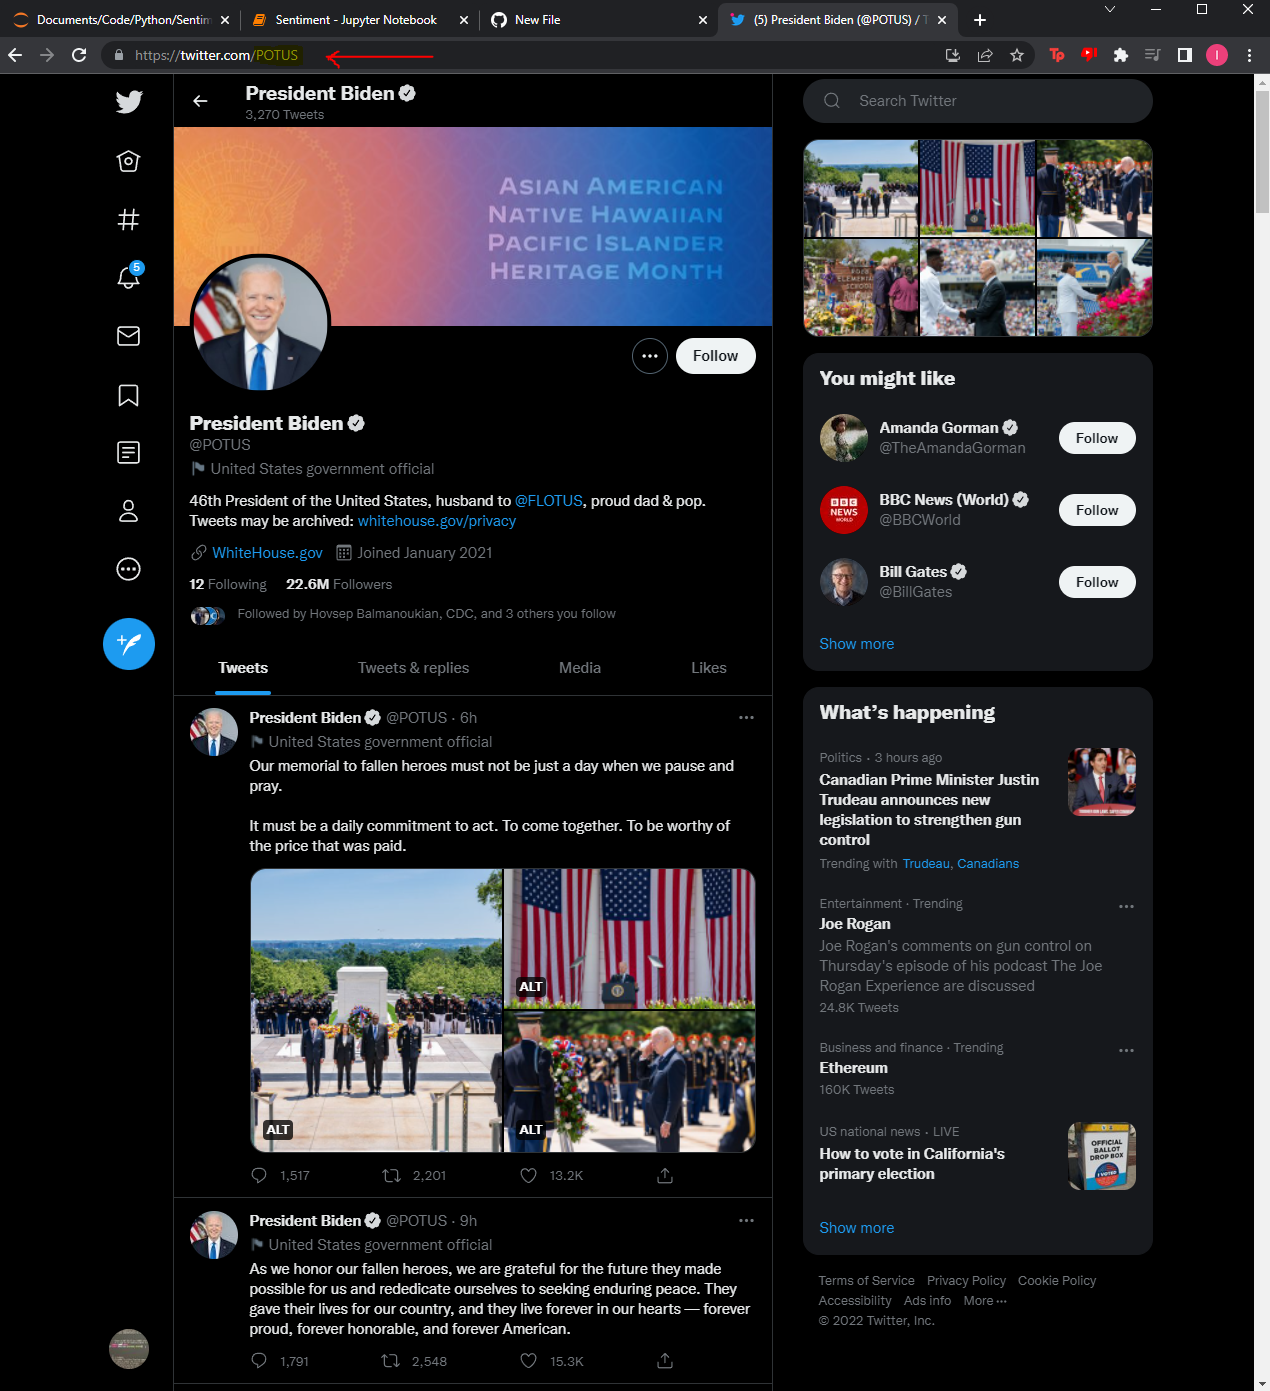 Documents/Code/Python/Sentim
Sentiment - Jupyter Notebook
New File
(5) President Biden (@POTUS) / T
https://twitter.com/POTUS
President Biden
3,270 Tweets
ASIAN AMERICAN
NATIVE HAWAIIAN
PACIFIC ISLANDER
HERITAGE MONTH
5
Follow
President Biden
@POTUS
United States government official
46th President of the United States, husband to @FLOTUS, proud dad & pop.
Tweets may be archived: whitehouse.gov/privacy
WhiteHouse.gov Joined January 2021
12 Following 22.6M Followers
Followed by Hovsep Balmanoukian, CDC, and 3 others you follow
Tweets Tweets & replies Media Likes
President Biden @POTUS · 6h
United States government official
Our memorial to fallen heroes must not be just a day when we pause and
pray.
It must be a daily commitment to act. To come together. To be worthy of
the price that was paid.
ALT
ALT
ALT
1,517 2,201 13.2K
President Biden @POTUS · 9h
United States government official
As we honor our fallen heroes, we are grateful for the future they made
possible for us and rededicate ourselves to seeking enduring peace. They
gave their lives for our country, and they live forever in our hearts — forever
proud, forever honorable, and forever American.
1,791 2,548 15.3K
Search Twitter
You might like
Amanda Gorman
@TheAmandaGorman
Follow
BBC
NEWS
WORLD
BBC News (World)
@BBCWorld
Follow
Bill Gates
@BillGates
Follow
Show more
What's happening
Politics · 3 hours ago
Canadian Prime Minister Justin
Trudeau announces new
legislation to strengthen gun
control
Trending with Trudeau, Canadians
Entertainment · Trending
Joe Rogan
Joe Rogan's comments on gun control on
Thursday's episode of his podcast The Joe
Rogan Experience are discussed
24.8K Tweets
Business and finance · Trending
Ethereum
160K Tweets
US national news · LIVE
How to vote in California's
primary election
OFFICIAL
BALLOT
DROP BOX
I VOTED
Show more
Terms of Service Privacy Policy Cookie Policy
Accessibility Ads info More ···
© 2022 Twitter, Inc.